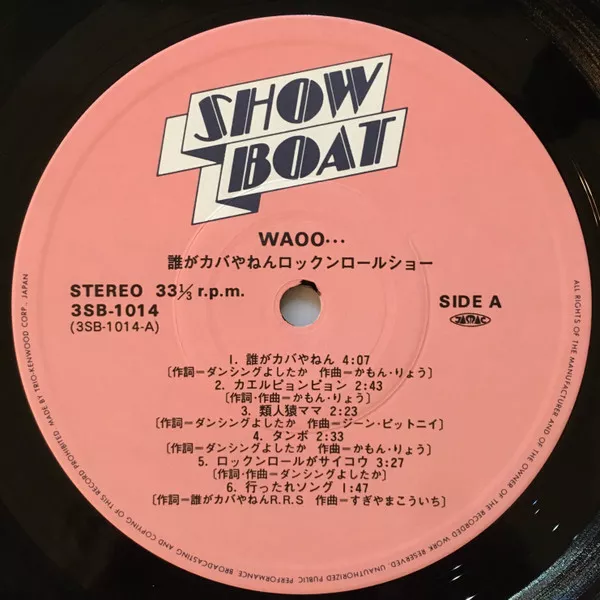 SHOW
BOAT
WAOO…
誰がカバやねんロックンロールショー
STEREO 33⅓ r.p.m.
SIDE A
3SB-1014
(3SB-1014-A)
JASRAC
1. 誰がカバやねん 4:07
〔作詞=ダンシングよしたか 作曲=かもん・りょう〕
2. カエルピョンピョン 2:43
〔作詞・作曲=かもん・りょう〕
3. 類人猿ママ 2:23
〔作詞=ダンシングよしたか 作曲=ジーン・ピットニイ〕
4. タンポ 2:33
〔作詞=ダンシングよしたか 作曲=かもん・りょう〕
5. ロックンロールがサイコウ 3:27
〔作詞・作曲=ダンシングよしたか〕
6. 行ったれソング 1:47
〔作詞=誰がカバやねんR.R.S 作曲=すぎやまこういち〕
ALL RIGHTS OF THE MANUFACTURER AND OF THE OWNER OF THE RECORDED WORK RESERVED. UNAUTHORIZED PUBLIC PERFORMANCE, BROADCASTING AND COPYING OF THIS RECORD PROHIBITED MADE BY TRIO-KENWOOD CORP., JAPAN